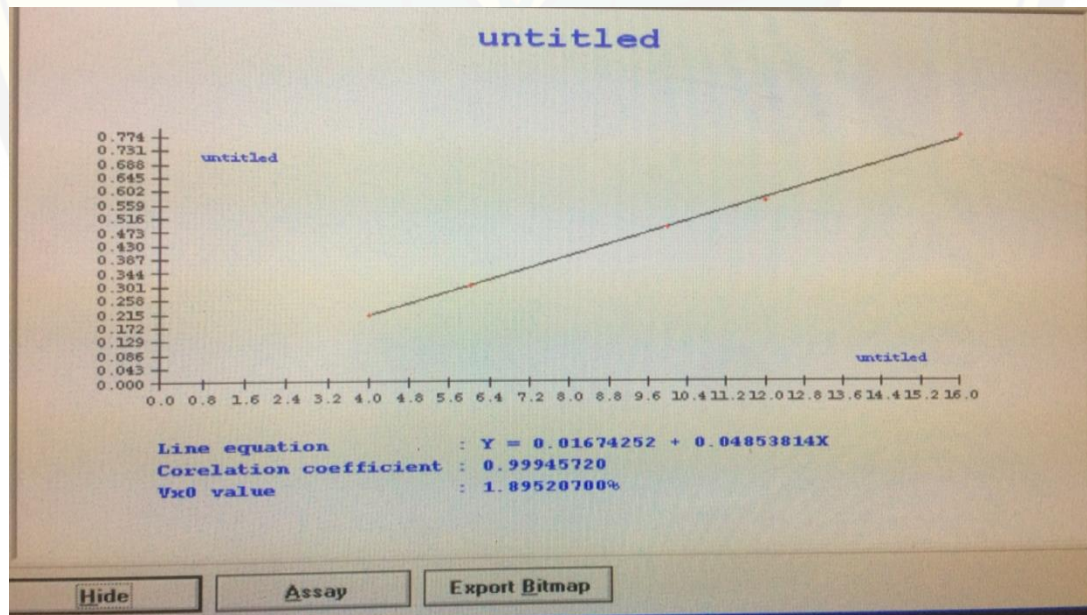 untitled
0.774
0.731
untitled
0.688
0.645
0.602
0.559
0.516
0.473
0.430
0.387
0.344
0.301
0.258
0.215
0.172
0.129
0.086
untitled
0.043
0.000
0.0 0.8 1.6 2.4 3.2 4.0 4.8 5.6 6.4 7.2 8.0 8.8 9.6 10.4 11.2 12.0 12.8 13.6 14.4 15.2 16.0
Line equation : Y = 0.01674252 + 0.04853814X
Corelation coefficient : 0.99945720
Vx0 value : 1.89520700%
Hide Assay Export Bitmap